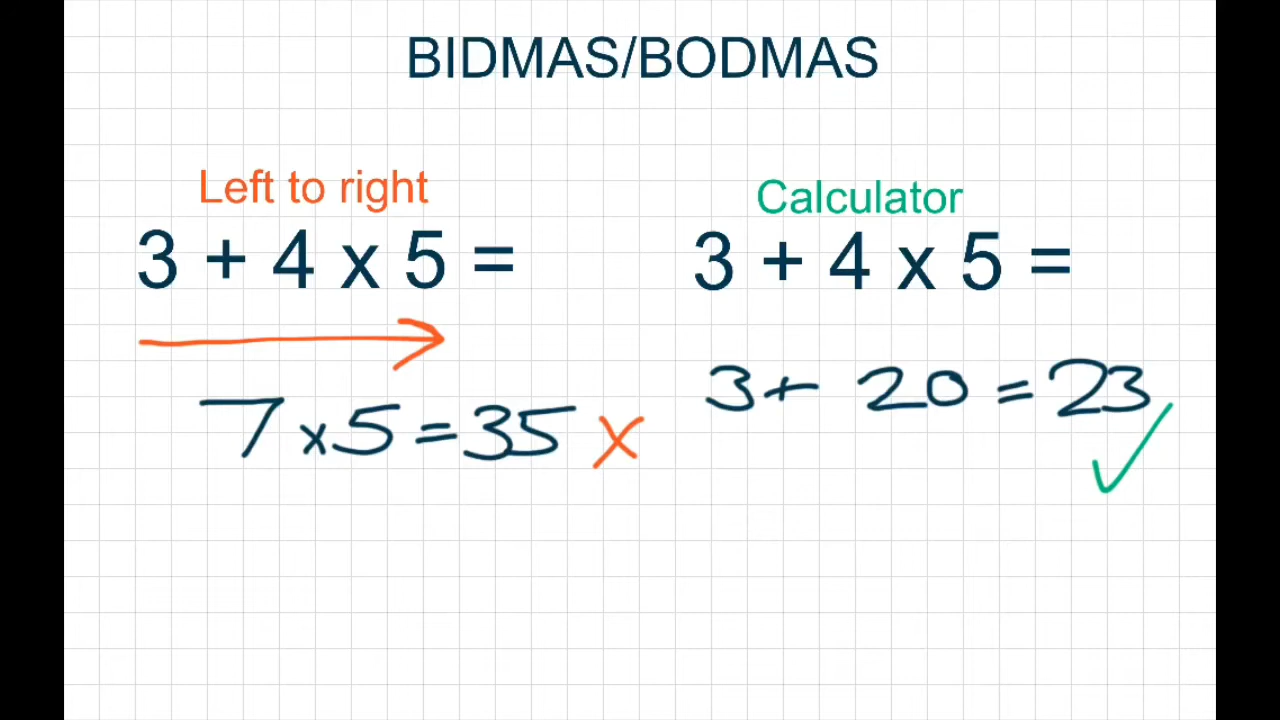 BIDMAS/BODMAS
Left to right
3 + 4 x 5 =
7 x 5 = 35 x
Calculator
3 + 4 x 5 =
3 + 20 = 23 ✓